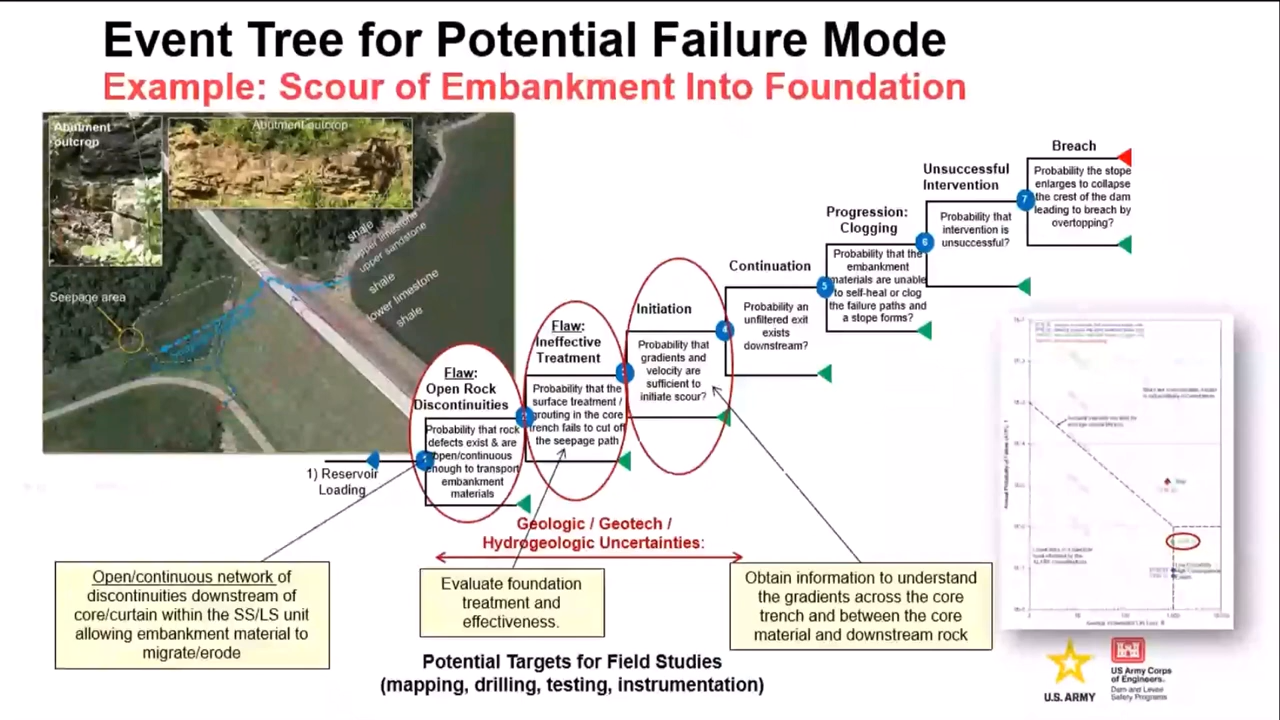 Event Tree for Potential Failure Mode
Example: Scour of Embankment Into Foundation
Abutment
outcrop
Abutment outcrop
shale
upper limestone
upper sandstone
shale
lower limestone
shale
Seepage area
1) Reservoir
Loading
Flaw:
Open Rock
Discontinuities
Probability that rock
defects exist & are
open/continuous
enough to transport
embankment
materials
Flaw:
Ineffective
Treatment
2
Probability that the
surface treatment /
grouting in the core
trench fails to cut off
the seepage path
Initiation
3
Probability that
gradients and
velocity are
sufficient to
initiate scour?
Continuation
4
Probability an
unfiltered exit
exists
downstream?
Progression:
Clogging
5
Probability that the
embankment
materials are unable
to self-heal or clog
the failure paths and
a stope forms?
Unsuccessful
Intervention
6
Probability that
intervention is
unsuccessful?
Breach
7
Probability the stope
enlarges to collapse
the crest of the dam
leading to breach by
overtopping?
Geologic / Geotech /
Hydrogeologic Uncertainties:
Open/continuous network of
discontinuities downstream of
core/curtain within the SS/LS unit
allowing embankment material to
migrate/erode
Evaluate foundation
treatment and
effectiveness.
Obtain information to understand
the gradients across the core
trench and between the core
material and downstream rock
Potential Targets for Field Studies
(mapping, drilling, testing, instrumentation)
U.S. ARMY
US Army Corps
of Engineers.
Dam and Levee
Safety Programs